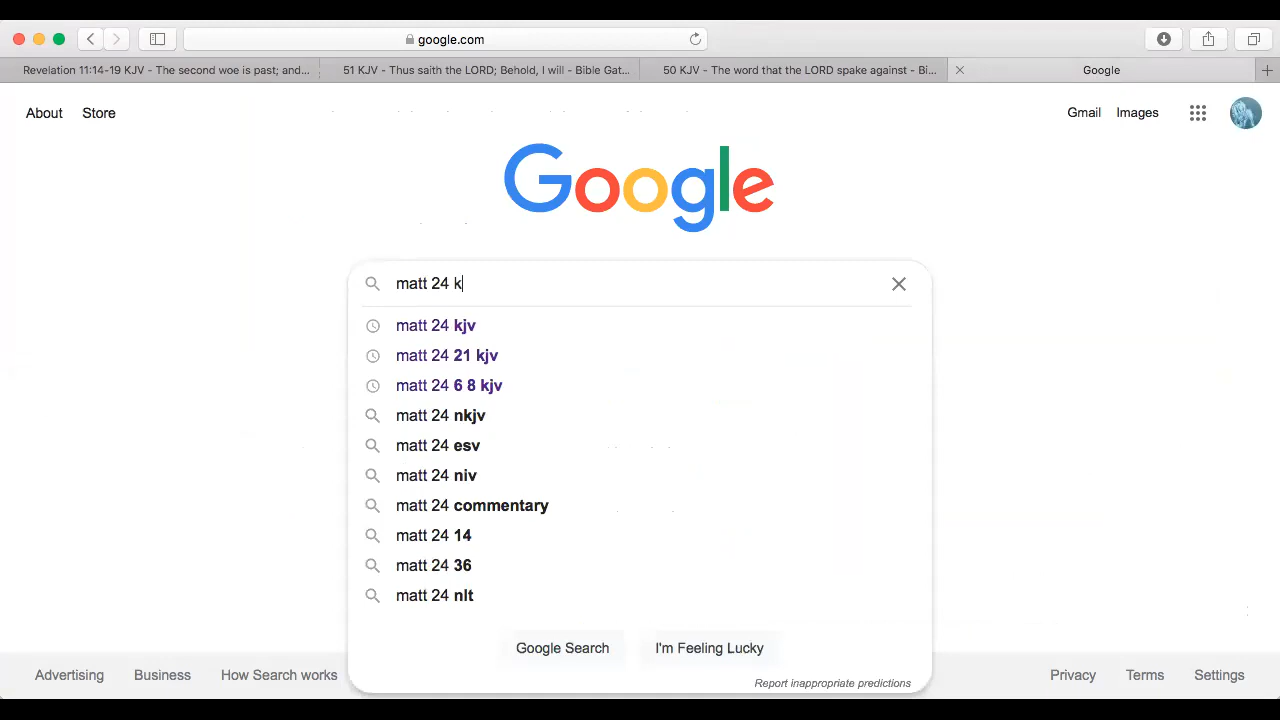 google.com
Revelation 11:14-19 KJV - The second woe is past; and...
51 KJV - Thus saith the LORD; Behold, I will - Bible Gat...
50 KJV - The word that the LORD spake against - Bi...
Google
About Store
Gmail Images
Google
matt 24 k
matt 24 kjv
matt 24 21 kjv
matt 24 6 8 kjv
matt 24 nkjv
matt 24 esv
matt 24 niv
matt 24 commentary
matt 24 14
matt 24 36
matt 24 nlt
Google Search I'm Feeling Lucky
Report inappropriate predictions
Advertising Business How Search works
Privacy Terms Settings